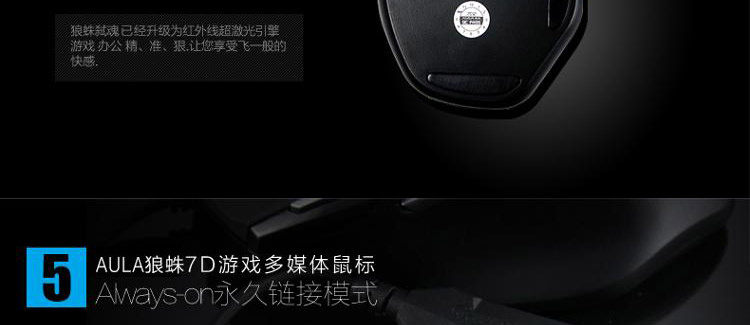 狼蛛弑魂已经升级为红外线超激光引擎
游戏 办公 精、准、狠.让您享受飞一般的
快感.
5
AULA狼蛛7D游戏多媒体鼠标
Always-on永久链接模式